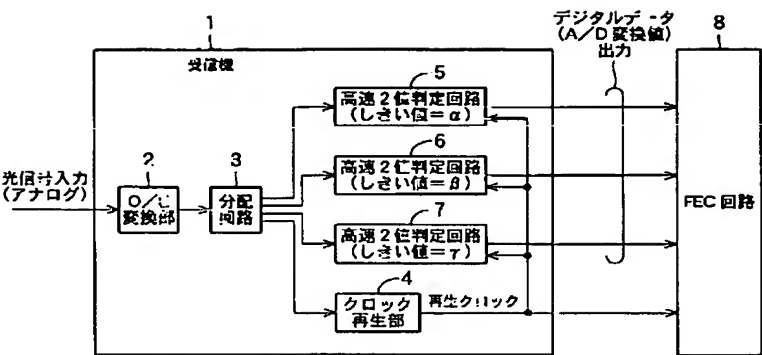 1
受信機
デジタルデータ
(A/D変換値)
出力
8
5
高速2値判定回路
(しきい値=α)
6
高速2値判定回路
(しきい値=β)
7
高速2値判定回路
(しきい値=γ)
光信号入力
(アナログ)
2
O/E
変換部
3
分配
回路
4
クロック
再生部
再生クロック
FEC 回路